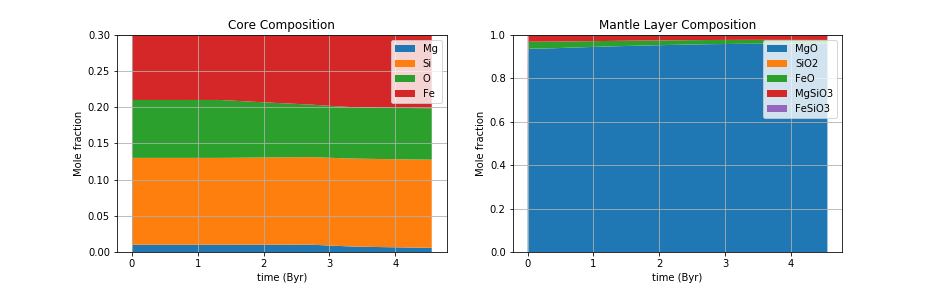 Core Composition
Mole fraction
0.30
0.25
0.20
0.15
0.10
0.05
0.00
0
1
2
3
4
time (Byr)
Mg
Si
O
Fe
Mantle Layer Composition
Mole fraction
1.0
0.8
0.6
0.4
0.2
0.0
0
1
2
3
4
time (Byr)
MgO
SiO2
FeO
MgSiO3
FeSiO3